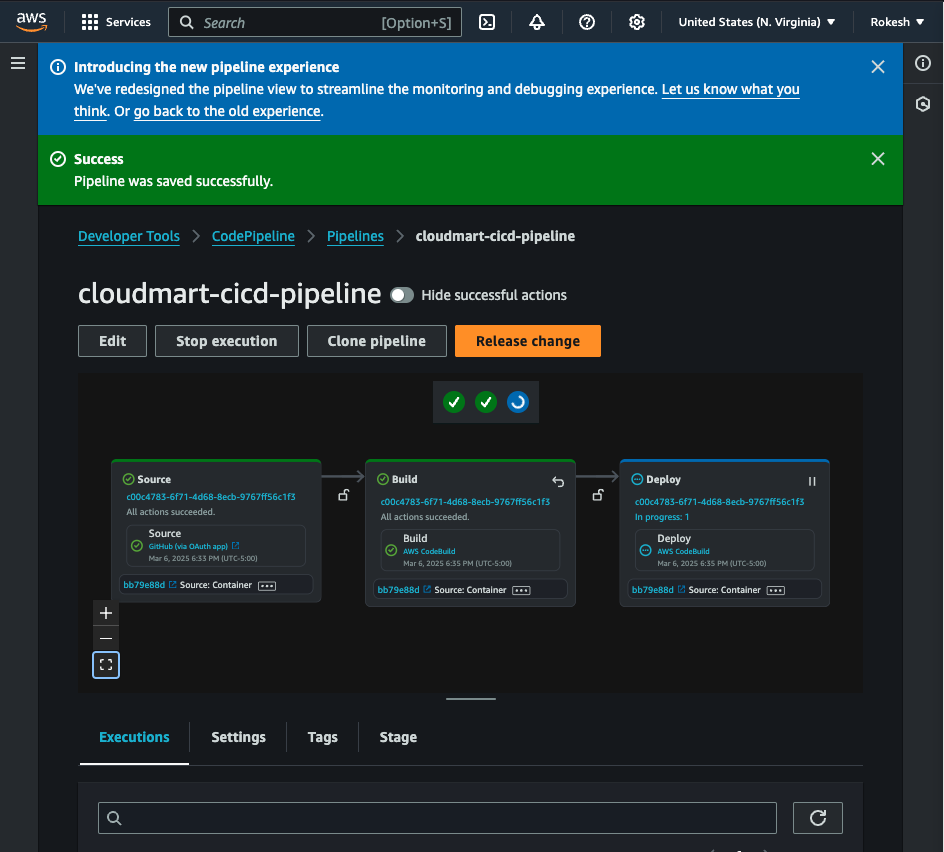 aws
Services
Search
[Option+S]
United States (N. Virginia)
Rokesh
Introducing the new pipeline experience
We've redesigned the pipeline view to streamline the monitoring and debugging experience. Let us know what you
think. Or go back to the old experience.
Success
Pipeline was saved successfully.
Developer Tools
CodePipeline
Pipelines
cloudmart-cicd-pipeline
cloudmart-cicd-pipeline
Hide successful actions
Edit
Stop execution
Clone pipeline
Release change
Source
c00c4783-6f71-4d68-8ecb-9767ff56c1f3
All actions succeeded.
Source
GitHub (via OAuth app)
Mar 6, 2025 6:33 PM (UTC-5:00)
bb79e88d
Source: Container
Build
c00c4783-6f71-4d68-8ecb-9767ff56c1f3
All actions succeeded.
Build
AWS CodeBuild
Mar 6, 2025 6:35 PM (UTC-5:00)
bb79e88d
Source: Container
Deploy
c00c4783-6f71-4d68-8ecb-9767ff56c1f3
In progress: 1
Deploy
AWS CodeBuild
Mar 6, 2025 6:35 PM (UTC-5:00)
bb79e88d
Source: Container
Executions
Settings
Tags
Stage